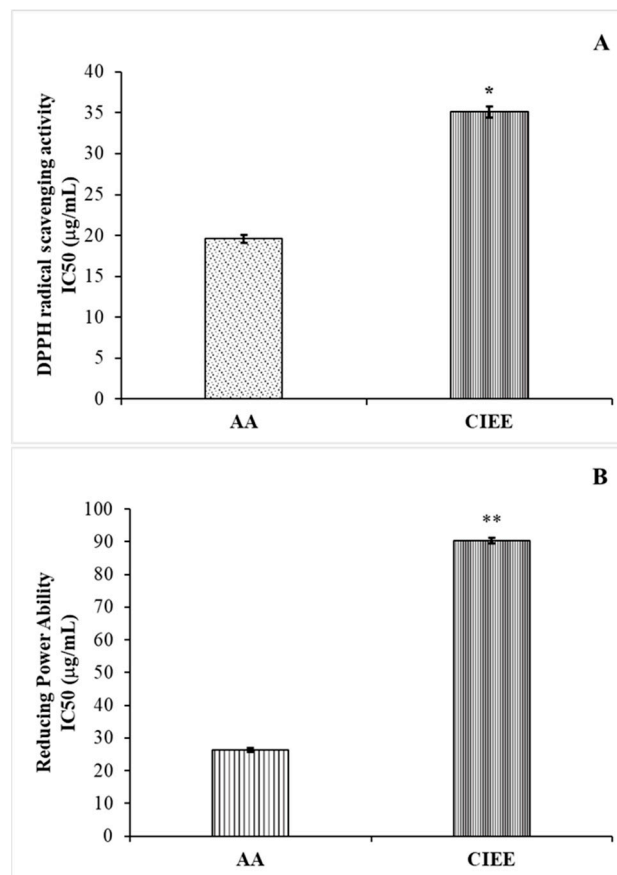 A
DPPH radical scavenging activity
IC50 (µg/mL)
40
35
30
25
20
15
10
5
0
*
AA
CIEE
B
Reducing Power Ability
IC50 (µg/mL)
100
90
80
70
60
50
40
30
20
10
0
**
AA
CIEE